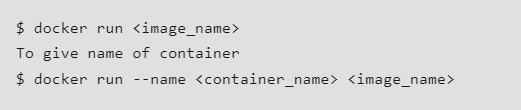 $ docker run <image_name>
To give name of container
$ docker run --name <container_name> <image_name>